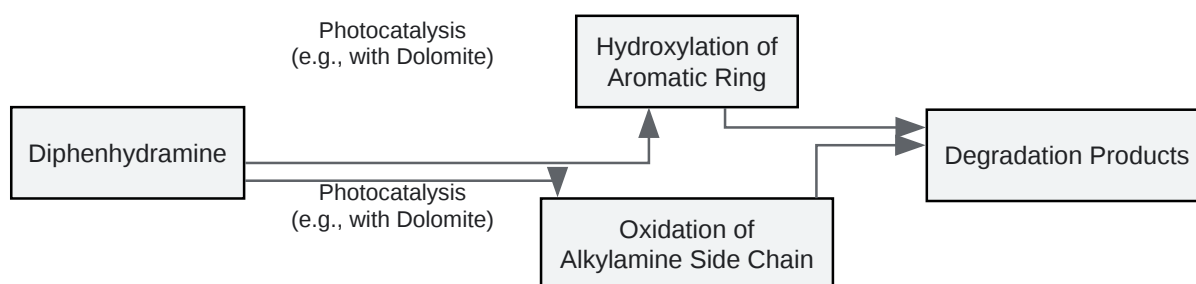 Photocatalysis
(e.g., with Dolomite)
Hydroxylation of
Aromatic Ring
Diphenhydramine
Degradation Products
Photocatalysis
(e.g., with Dolomite)
Oxidation of
Alkylamine Side Chain